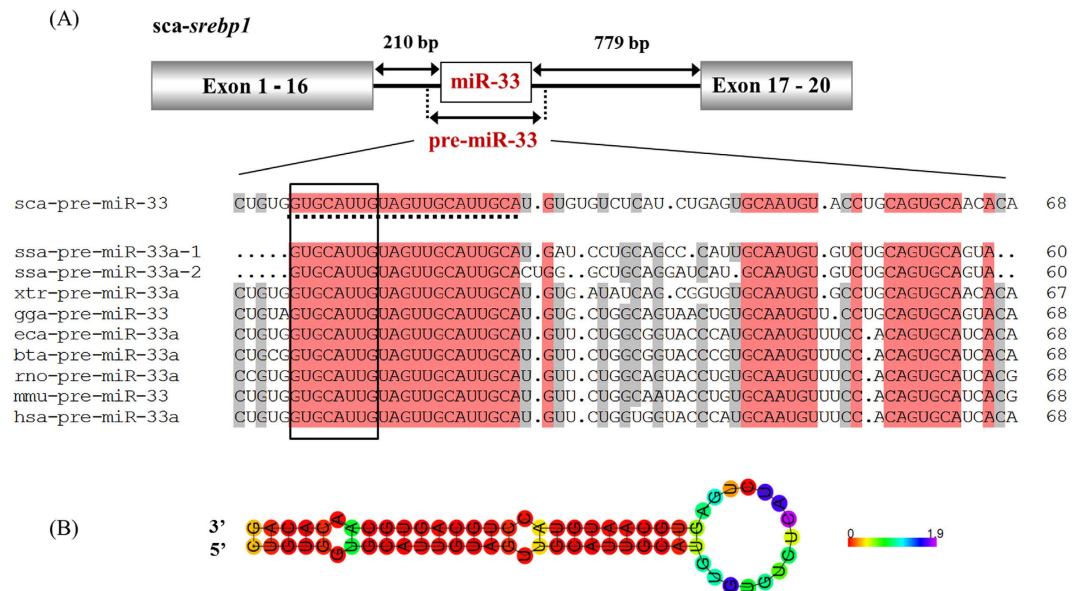 (A)
sca-srebp1
210 bp
779 bp
Exon 1 - 16
miR-33
Exon 17 - 20
pre-miR-33
sca-pre-miR-33 CUGUGGUGCAUUGUAGUUGCAUUGCAU.GUGUGUCUCAU.CUGAGUGCAAUGU.ACCUGCAGUGCAACACA 68
ssa-pre-miR-33a-1 .....GUGCAUUGUAGUUGCAUUGCAU.GAU.CCUGCAGCC.CAUUGCAAUGU.GUCUGCAGUGCAGUA.. 60
ssa-pre-miR-33a-2 .....GUGCAUUGUAGUUGCAUUGCACUGG..GCUGCAGGAUCAU.GCAAUGU.GUCUGCAGUGCAGUA.. 60
xtr-pre-miR-33a CUGUGGUGCAUUGUAGUUGCAUUGCAU.GUG.AUAUCAG.CGGUGUGCAAUGU.GCCUGCAGUGCAACACA 67
gga-pre-miR-33 CUGUAGUGCAUUGUAGUUGCAUUGCAU.GUG.CUGGCAGUAACUGUGCAAUGUU.CCUGCAGUGCAGUACA 68
eca-pre-miR-33a CUGUGGUGCAUUGUAGUUGCAUUGCAU.GUU.CUGGCGGUACCUGUGCAAUGUUUCC.ACAGUGCAUCACA 68
bta-pre-miR-33a CUGCGGUGCAUUGUAGUUGCAUUGCAU.GUU.CUGGCGGUACCCGUGCAAUGUUUCC.ACAGUGCAUCACA 68
rno-pre-miR-33a CCGUGGUGCAUUGUAGUUGCAUUGCAU.GUU.CUGGCAGUACCUGUGCAAUGUUUCC.ACAGUGCAUCACG 68
mmu-pre-miR-33 CUGUGGUGCAUUGUAGUUGCAUUGCAU.GUU.CUGGCAAUACCUGUGCAAUGUUUCC.ACAGUGCAUCACG 68
hsa-pre-miR-33a CUGUGGUGCAUUGUAGUUGCAUUGCAU.GUU.CUGGUGGUACCCAUGCAAUGUUUCC.ACAGUGCAUCACA 68
(B)
3’
5’
0 1.9